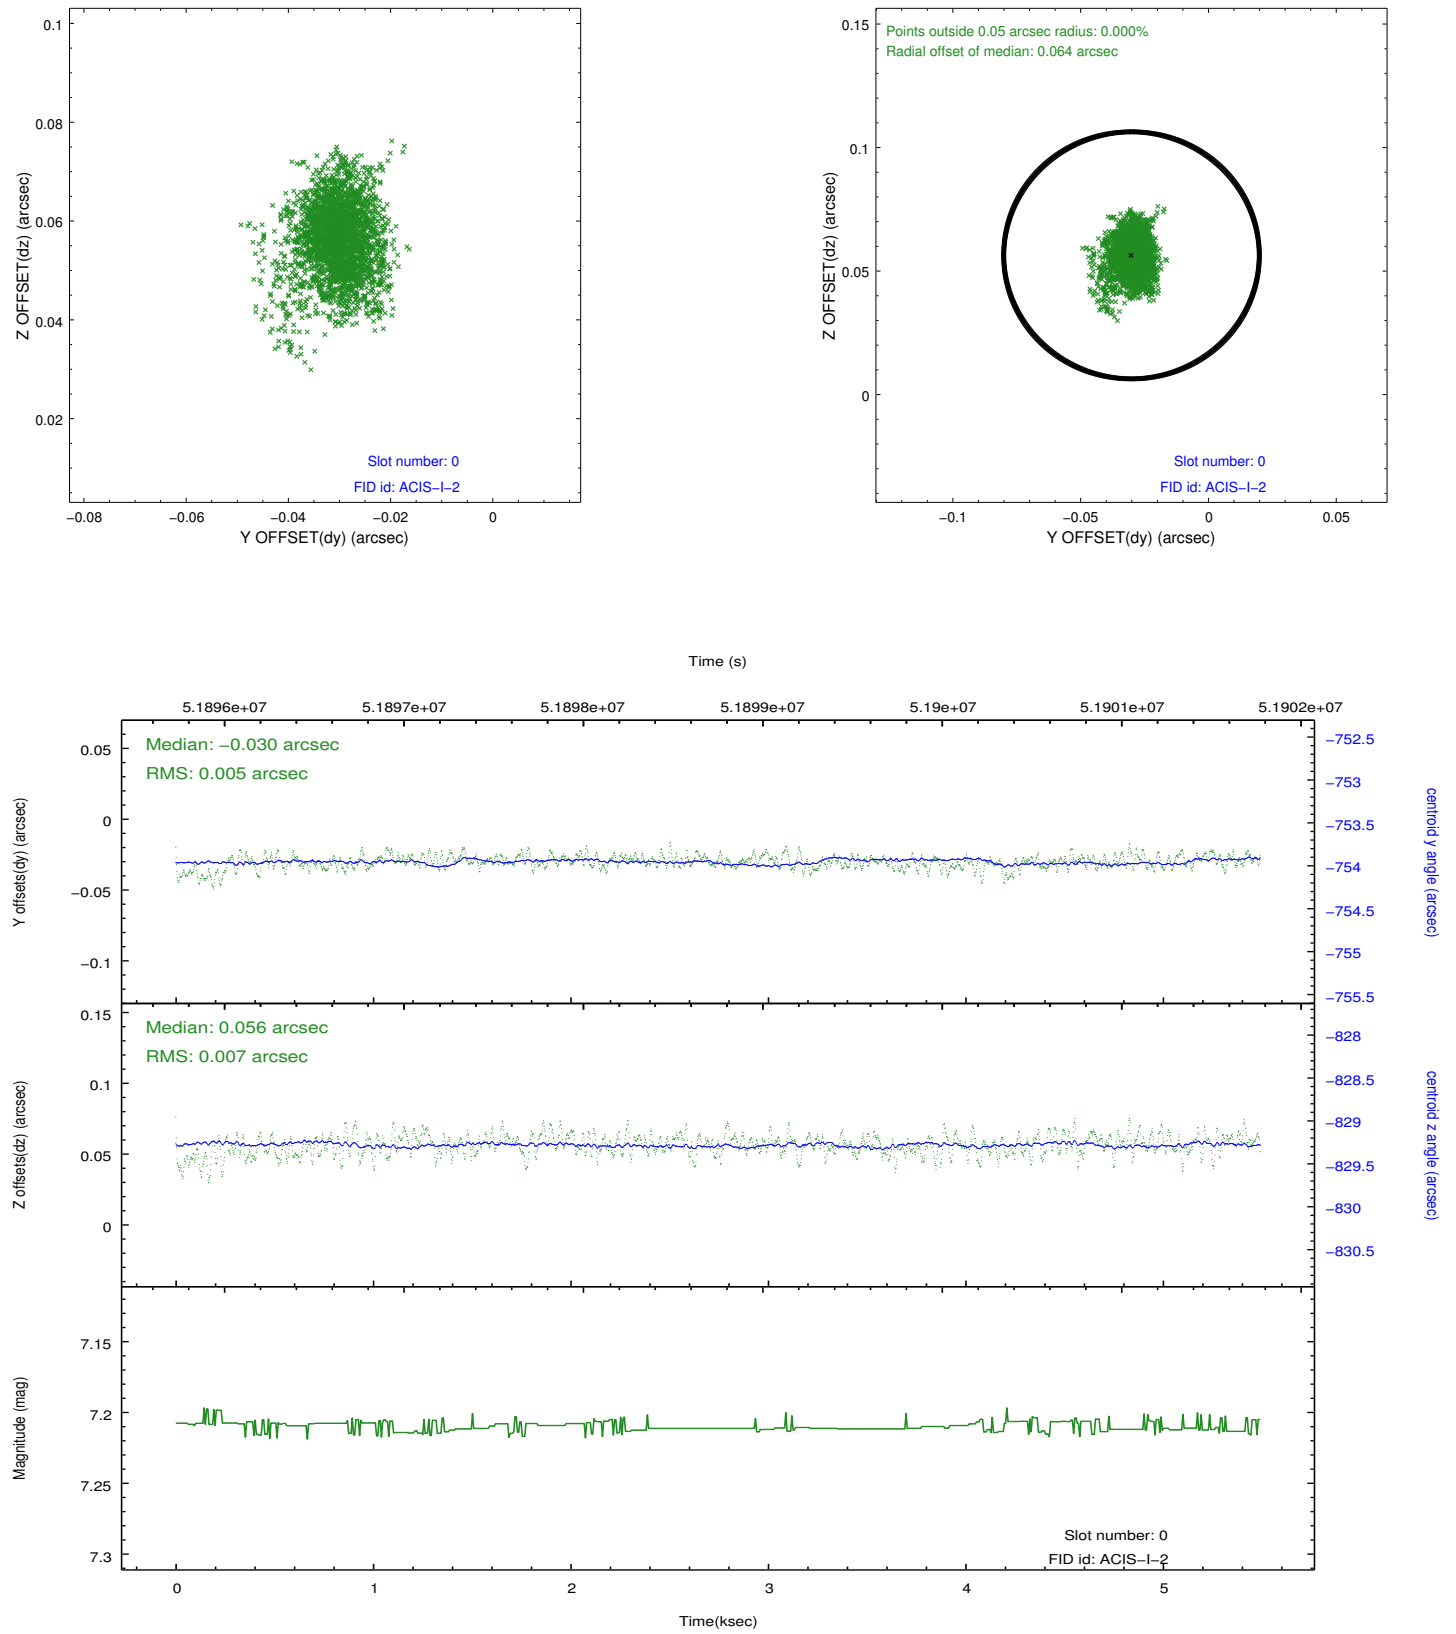 0.1
0.08
0.06
0.04
0.02
Z OFFSET(dz) (arcsec)
Slot number: 0
FID id: ACIS−I−2
−0.08 −0.06 −0.04 −0.02 0
Y OFFSET(dy) (arcsec)
Points outside 0.05 arcsec radius: 0.000%
Radial offset of median: 0.064 arcsec
0.15
0.1
0.05
0
Z OFFSET(dz) (arcsec)
Slot number: 0
FID id: ACIS−I−2
−0.1 −0.05 0 0.05
Y OFFSET(dy) (arcsec)
Time (s)
5.1896e+07 5.1897e+07 5.1898e+07 5.1899e+07 5.19e+07 5.1901e+07 5.1902e+07
Median: −0.030 arcsec
RMS: 0.005 arcsec
0.05
0
−0.05
−0.1
Y offsets(dy) (arcsec)
−752.5
−753
−753.5
−754
−754.5
−755
−755.5
centroid y angle (arcsec)
Median: 0.056 arcsec
RMS: 0.007 arcsec
0.15
0.1
0.05
0
Z offsets(dz) (arcsec)
−828
−828.5
−829
−829.5
−830
−830.5
centroid z angle (arcsec)
7.15
7.2
7.25
7.3
Magnitude (mag)
Slot number: 0
FID id: ACIS−I−2
0 1 2 3 4 5
Time(ksec)